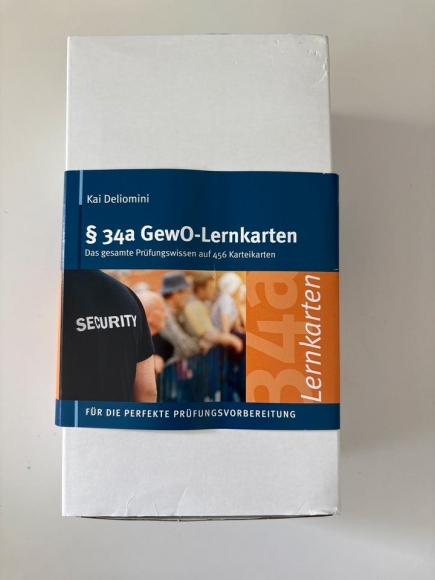 Kai Deliomini
§ 34a GewO-Lernkarten
Das gesamte Prüfungswissen auf 456 Karteikarten
SECURITY
34a
Lernkarten
FÜR DIE PERFEKTE PRÜFUNGSVORBEREITUNG